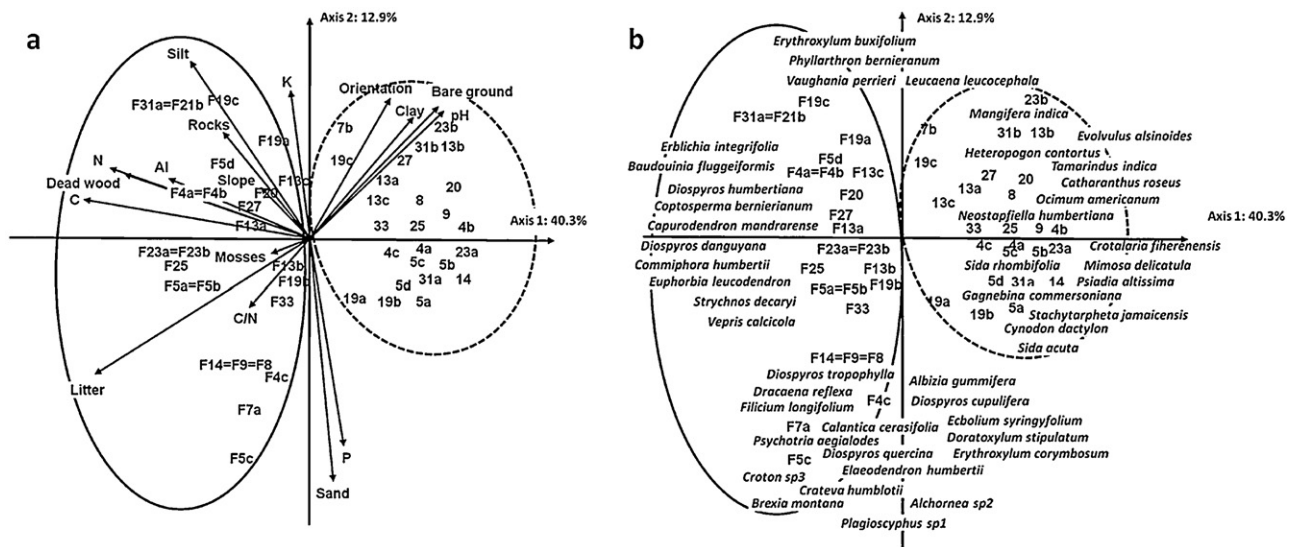 a
Axis 2: 12.9%
Silt
K
Orientation
Bare ground
F31a=F21b
F19c
Clay
pH
Rocks
7b
23b
F19a
31b 13b
N
Al
F5d
19c
27
Dead wood
Slope
F13c
13a
20
F4a=F4b
F20
C
F27
13c
8
9
Axis 1: 40.3%
F13a
33
25
4b
F23a=F23b
Mosses
4c
4a
23a
F25
F13b
5c
5b
F5a=F5b
F19b
5d
31a
14
F33
19a
19b
5a
C/N
F14=F9=F8
Litter
F4c
F7a
P
F5c
Sand
b
Axis 2: 12.9%
Erythroxylum buxifolium
Phyllarthron bernieranum
Vaughania perrieri Leucaena leucocephala
F19c
23b
F31a=F21b
Mangifera indica
7b
31b 13b
Evolvulus alsinoides
F19a
Erblichia integrifolia
F5d
19c
Heteropogon contortus
Baudouinia fluggeiformis
F4a=F4b
F13c
Tamarindus indica
27
20
Catharanthus roseus
Diospyros humbertiana
F20
13a
8
Coptosperma bernierianum
13c
Ocimum americanum
F27
Neostapfiella humbertiana
Axis 1: 40.3%
Capurodendron mandrarense
F13a
33
25
9
4b
Diospyros danguyana
F23a=F23b
4c
4a
5c
5b
23a
Crotalaria fiherenensis
Commiphora humbertii
F25
F13b
Sida rhombifolia
Mimosa delicatula
Euphorbia leucodendron
F5a=F5b
F19b
5d
31a
14
Psiadia altissima
Strychnos decaryi
F33
19a
Gagnebina commersoniana
Vepris calcicola
19b
5a
Stachytarpheta jamaicensis
Cynodon dactylon
Sida acuta
F14=F9=F8
Diospyros tropophylla
Albizia gummifera
Dracaena reflexa
F4c
Diospyros cupulifera
Filicium longifolium
F7a
Calantica cerasifolia
Ecbolium syringyfolium
Psychotria aegialodes
Doratoxylum stipulatum
F5c
Diospyros quercina
Erythroxylum corymbosum
Croton sp3
Elaeodendron humbertii
Crateva humblotii
Brexia montana
Alchornea sp2
Plagioscyphus sp1